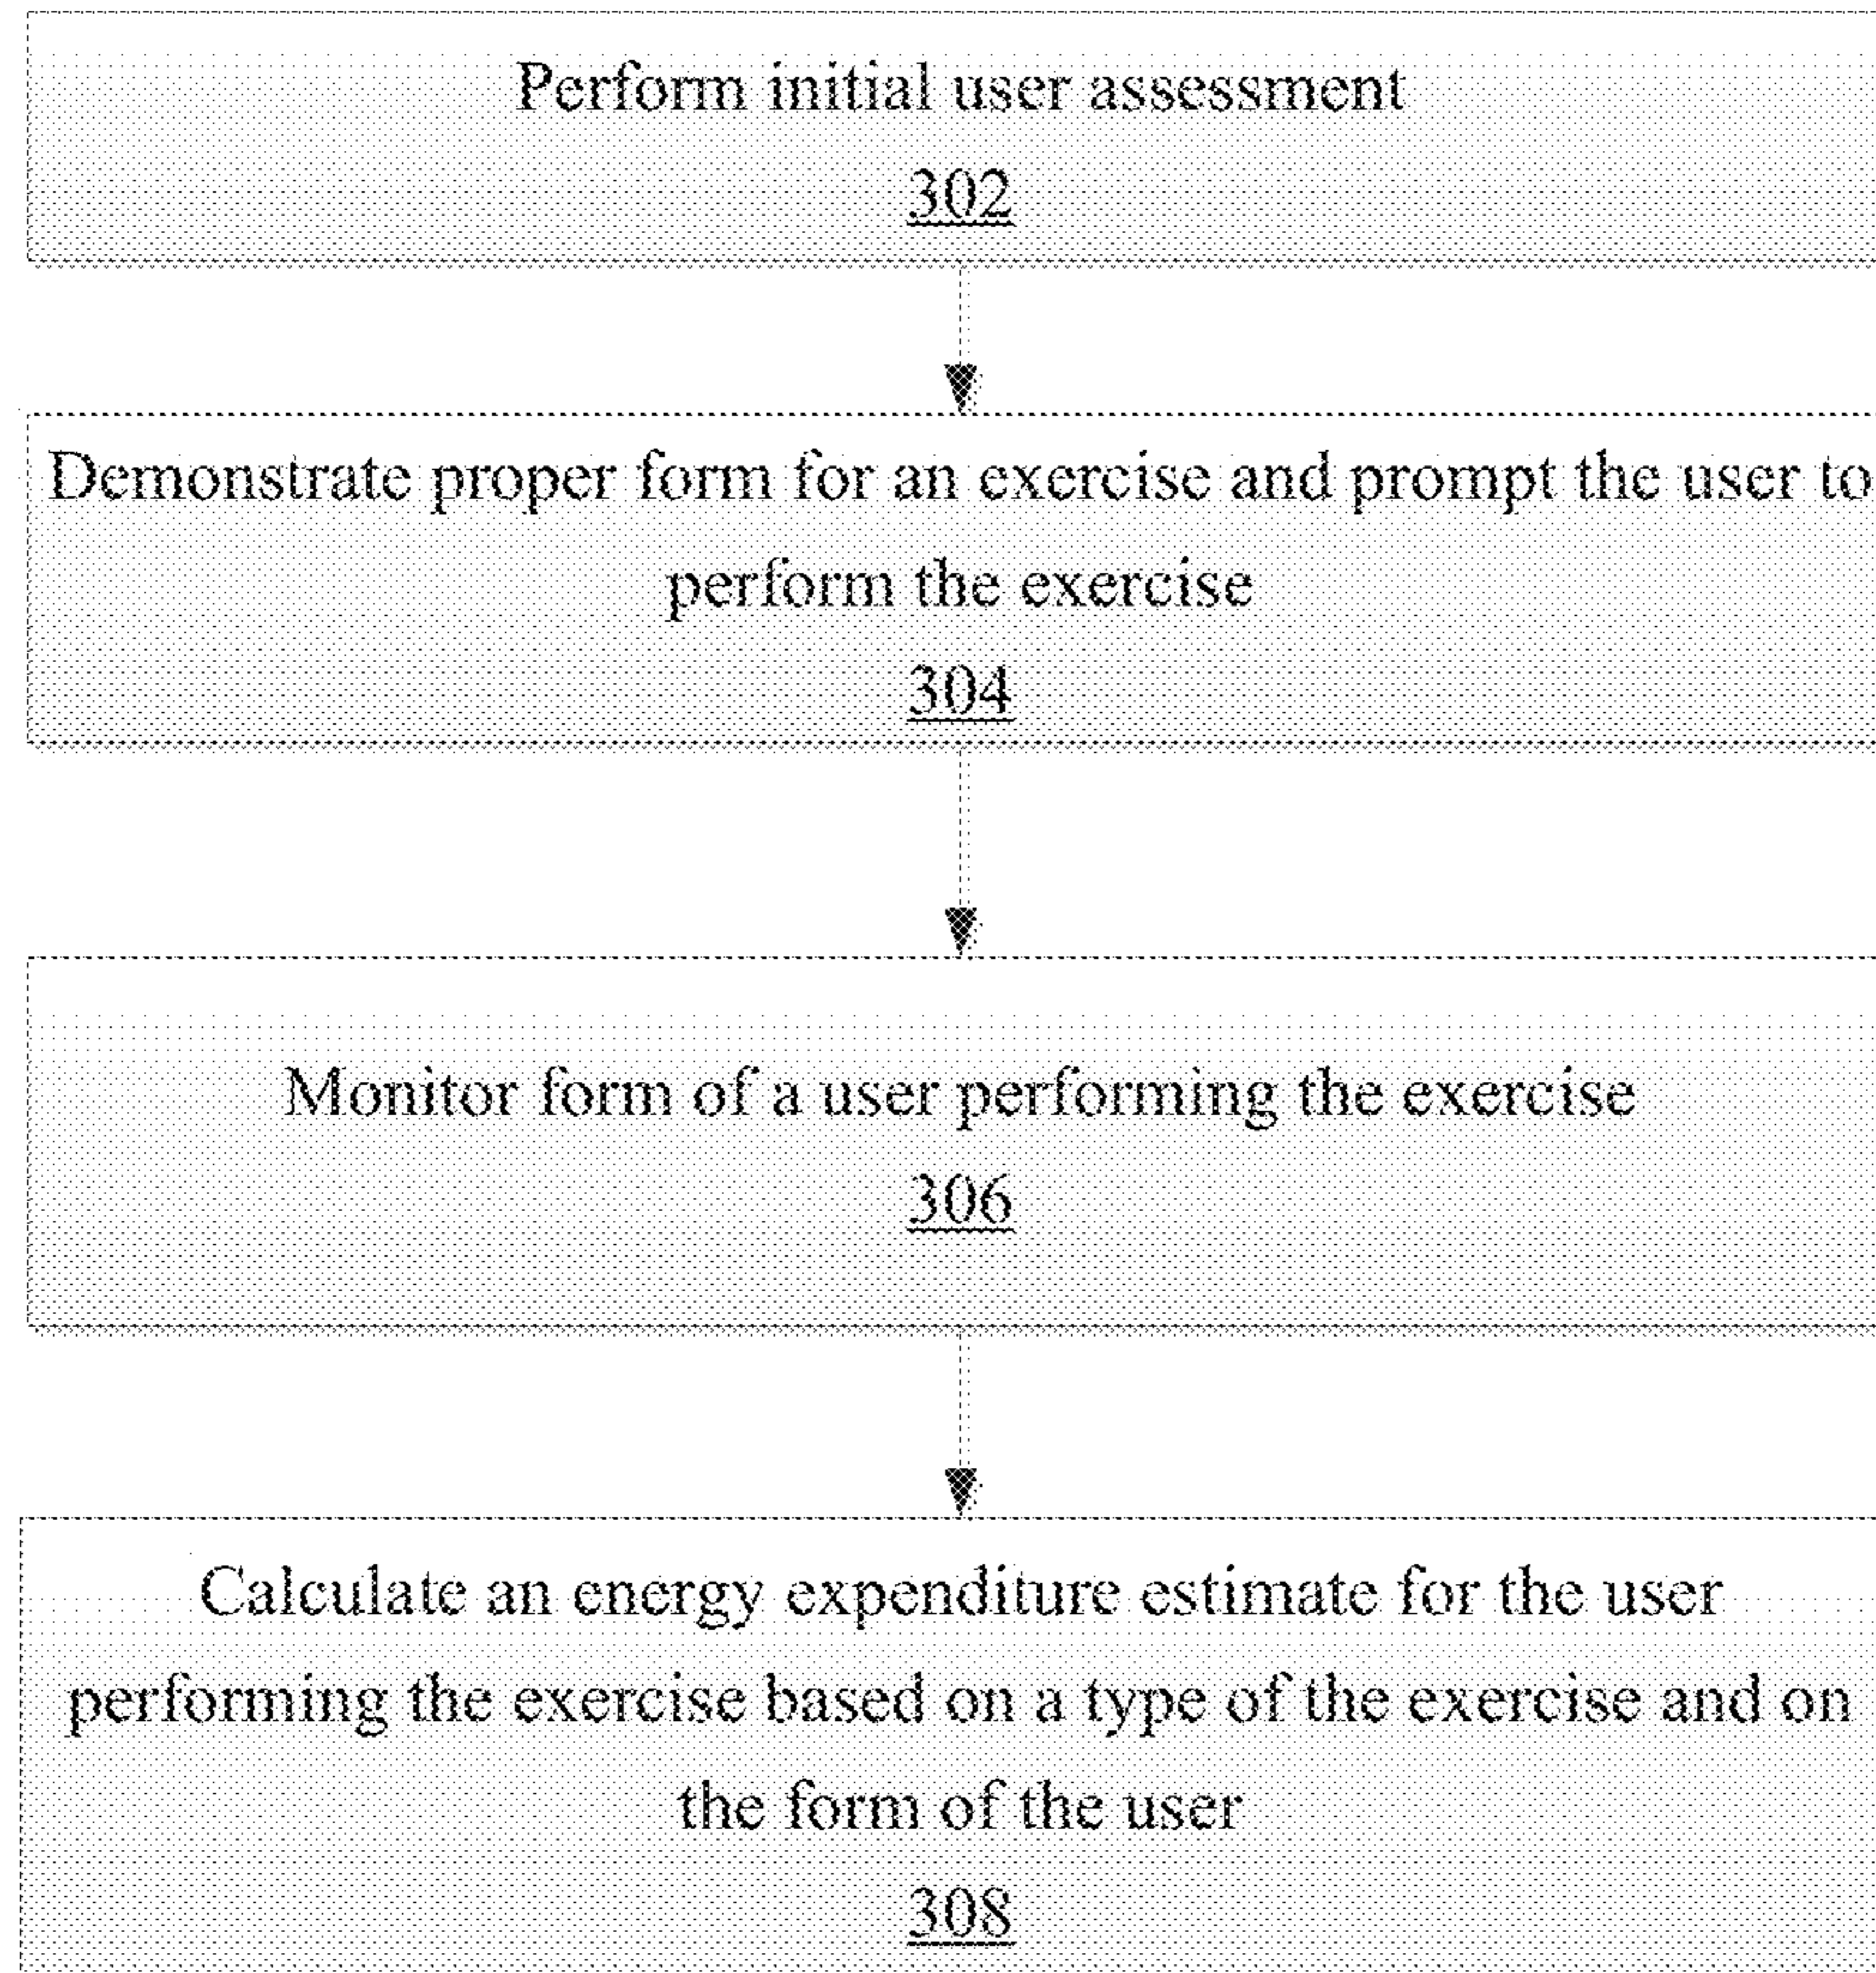 Perform initial user assessment
302
Demonstrate proper form for an exercise and prompt the user to
perform the exercise
304
Monitor form of a user performing the exercise
306
Calculate an energy expenditure estimate for the user
performing the exercise based on a type of the exercise and on
the form of the user
308